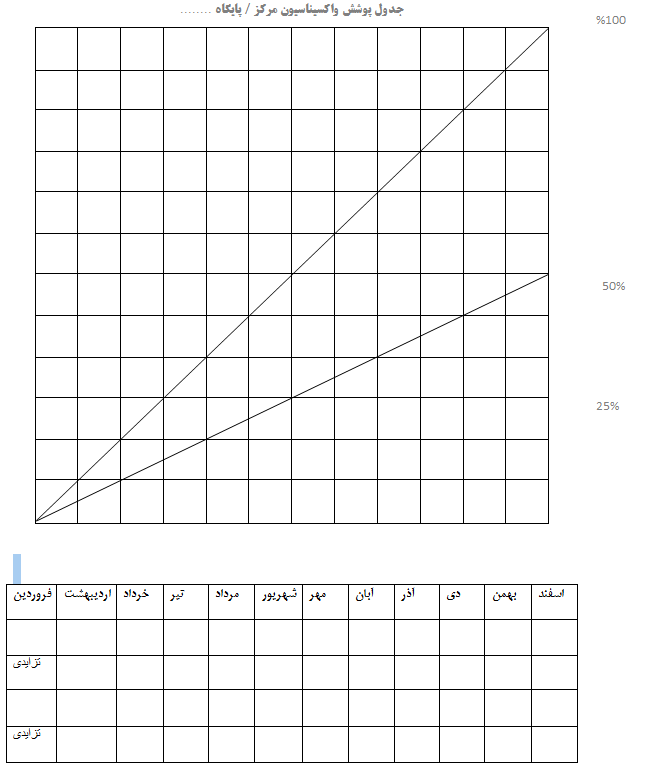 جدول پوشش واکسیناسیون مرکز / پایگاه ........
%100
50%
25%
فروردین اردیبهشت خرداد تیر مرداد شهریور مهر آبان آذر دی بهمن اسفند
تزایدی
تزایدی